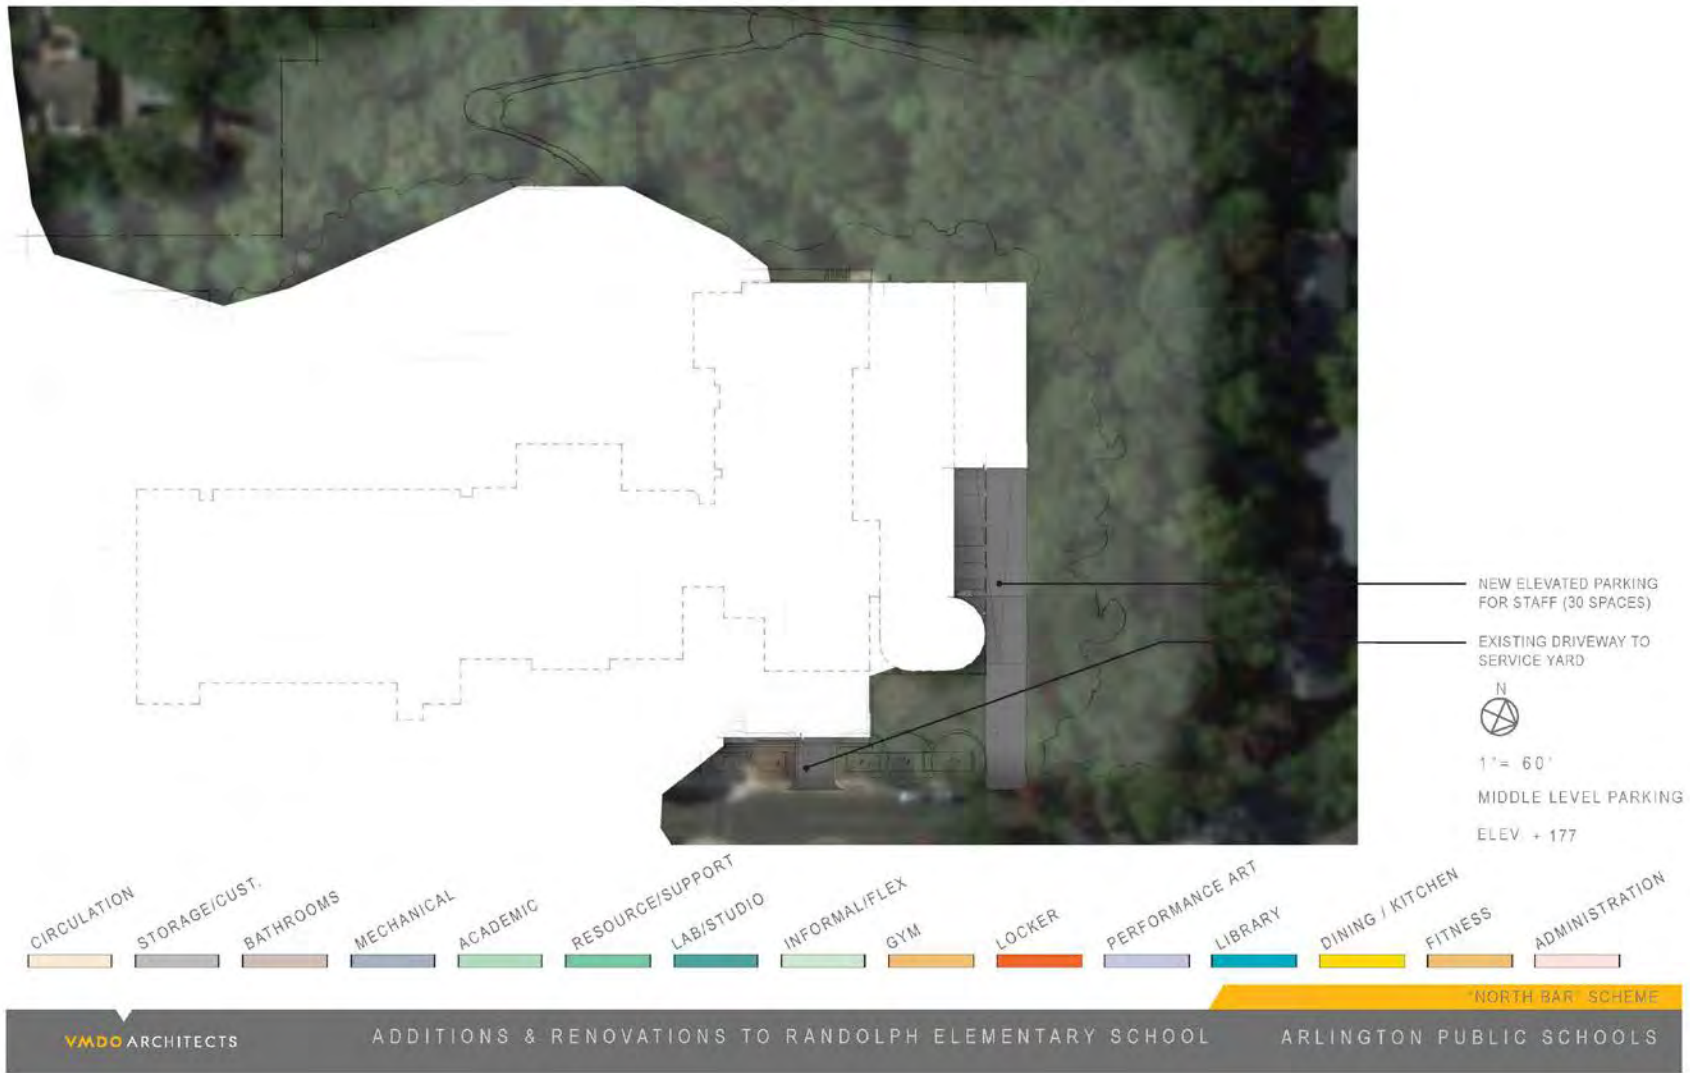 NEW ELEVATED PARKING
FOR STAFF (30 SPACES)
EXISTING DRIVEWAY TO
SERVICE YARD
N
1"= 60'
MIDDLE LEVEL PARKING
ELEV. + 177
CIRCULATION
STORAGE/CUST.
BATHROOMS
MECHANICAL
ACADEMIC
RESOURCE/SUPPORT
LAB/STUDIO
INFORMAL/FLEX
GYM
LOCKER
PERFORMANCE ART
LIBRARY
DINING / KITCHEN
FITNESS
ADMINISTRATION
"NORTH BAR" SCHEME
VMDO ARCHITECTS
ADDITIONS & RENOVATIONS TO RANDOLPH ELEMENTARY SCHOOL
ARLINGTON PUBLIC SCHOOLS